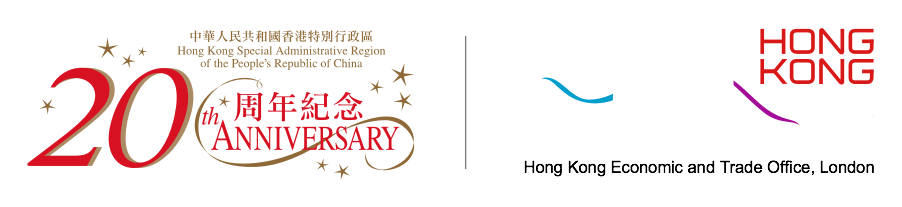 中華人民共和國香港特別行政區
Hong Kong Special Administrative Region
of the People's Republic of China
20th 周年紀念
ANNIVERSARY
HONG
KONG
Hong Kong Economic and Trade Office, London